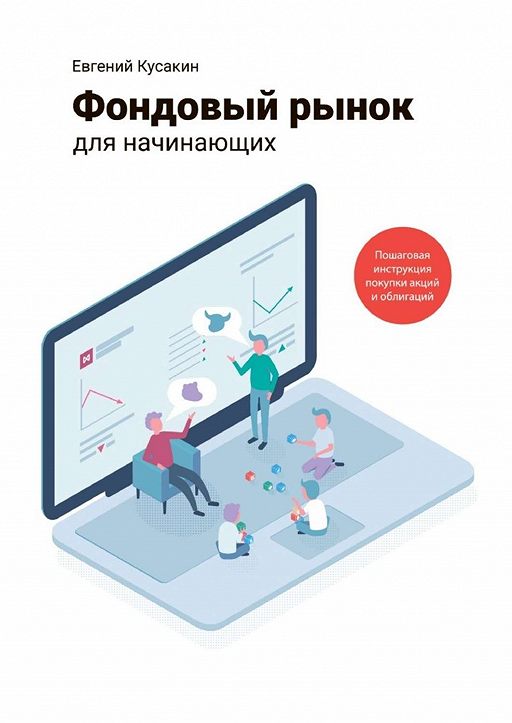 Евгений Кусакин
Фондовый рынок
для начинающих
Пошаговая
инструкция
покупки акций
и облигаций